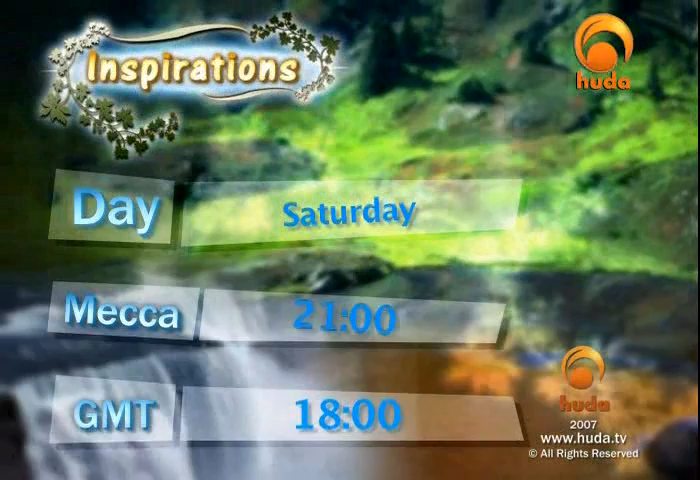 Inspirations
huda
Day
Saturday
Mecca
21:00
GMT
18:00
huda
2007
www.huda.tv
© All Rights Reserved